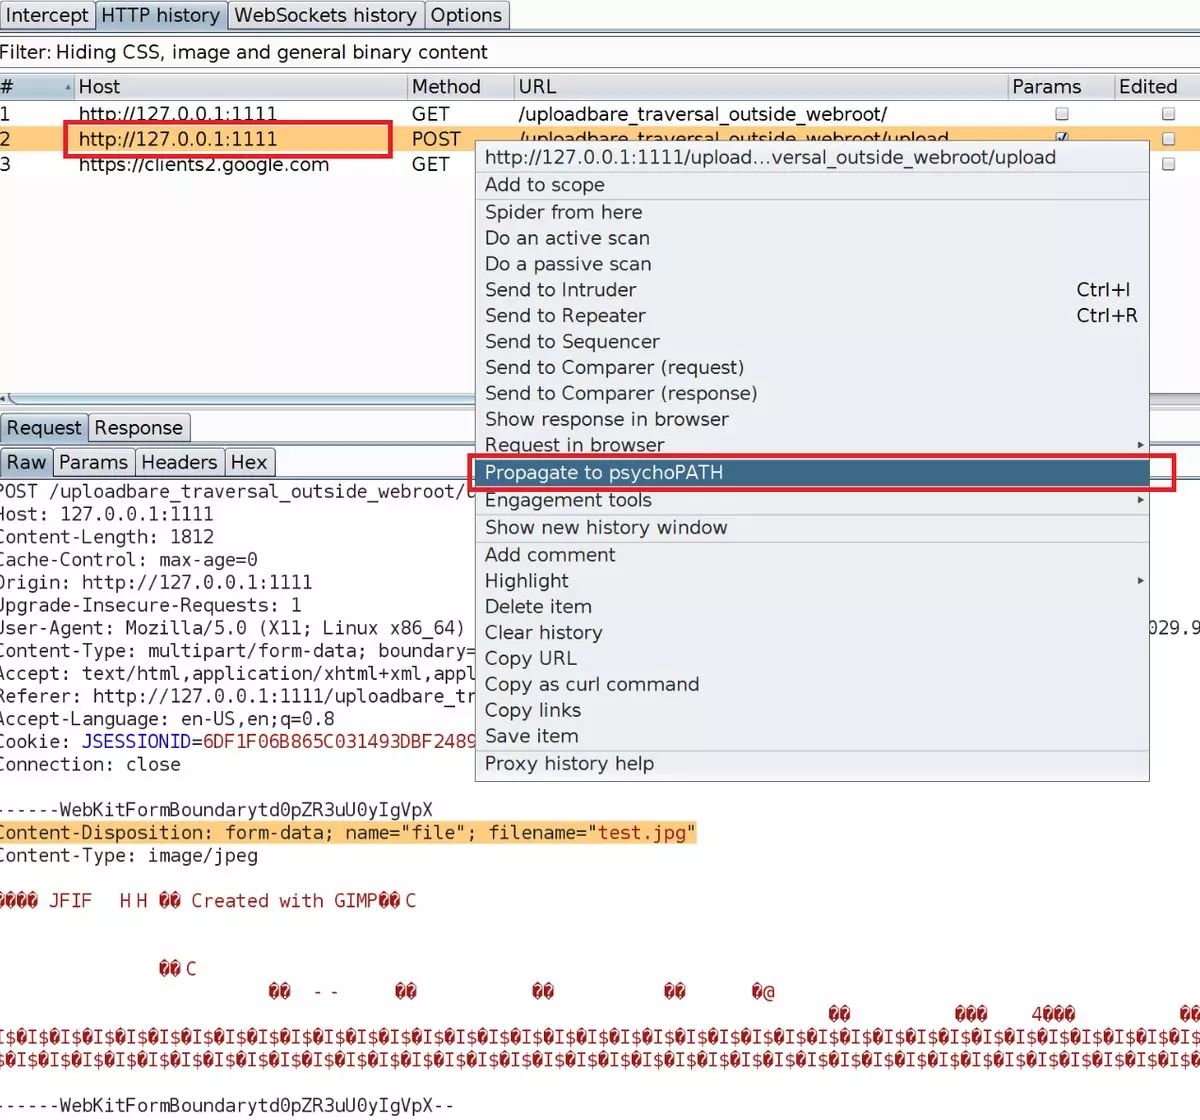 Intercept HTTP history WebSockets history Options
Filter: Hiding CSS, image and general binary content
# Host Method URL Params Edited
1 http://127.0.0.1:1111 GET /uploadbare_traversal_outside_webroot/
2 http://127.0.0.1:1111 POST /uploadbare_traversal_outside_webroot/upload
3 https://clients2.google.com GET
http://127.0.0.1:1111/upload...versal_outside_webroot/upload
Add to scope
Spider from here
Do an active scan
Do a passive scan
Send to Intruder Ctrl+I
Send to Repeater Ctrl+R
Send to Sequencer
Send to Comparer (request)
Send to Comparer (response)
Show response in browser
Request in browser
Propagate to psychoPATH
Engagement tools
Show new history window
Add comment
Highlight
Delete item
Clear history
Copy URL
Copy as curl command
Copy links
Save item
Proxy history help
Request Response
Raw Params Headers Hex
POST /uploadbare_traversal_outside_webroot/
Host: 127.0.0.1:1111
Content-Length: 1812
Cache-Control: max-age=0
Origin: http://127.0.0.1:1111
Upgrade-Insecure-Requests: 1
User-Agent: Mozilla/5.0 (X11; Linux x86_64) 029.9
Content-Type: multipart/form-data; boundary=
Accept: text/html,application/xhtml+xml,appl
Referer: http://127.0.0.1:1111/uploadbare_tr
Accept-Language: en-US,en;q=0.8
Cookie: JSESSIONID=6DF1F06B865C031493DBF2489
Connection: close
------WebKitFormBoundarytd0pZR3uU0yIgVpX
Content-Disposition: form-data; name="file"; filename="test.jpg"
Content-Type: image/jpeg
���� JFIF H H �� Created with GIMP�� C
�� C
�� - - �� �� �� �@
�� ��� 4��� ��
I$�I$�I$�I$�I$�I$�I$�I$�I$�I$�I$�I$�I$�I$�I$�I$�I$�I$�I$�I$�I$�I$�I$�I$�I$�I$�I$�I$�I$
$�I$�I$�I$�I$�I$�I$�I$�I$�I$�I$�I$�I$�I$�I$�I$�I$�I$�I$�I$�I$�I$�I$�I$�I$�I$�I$�I$�I$
------WebKitFormBoundarytd0pZR3uU0yIgVpX--